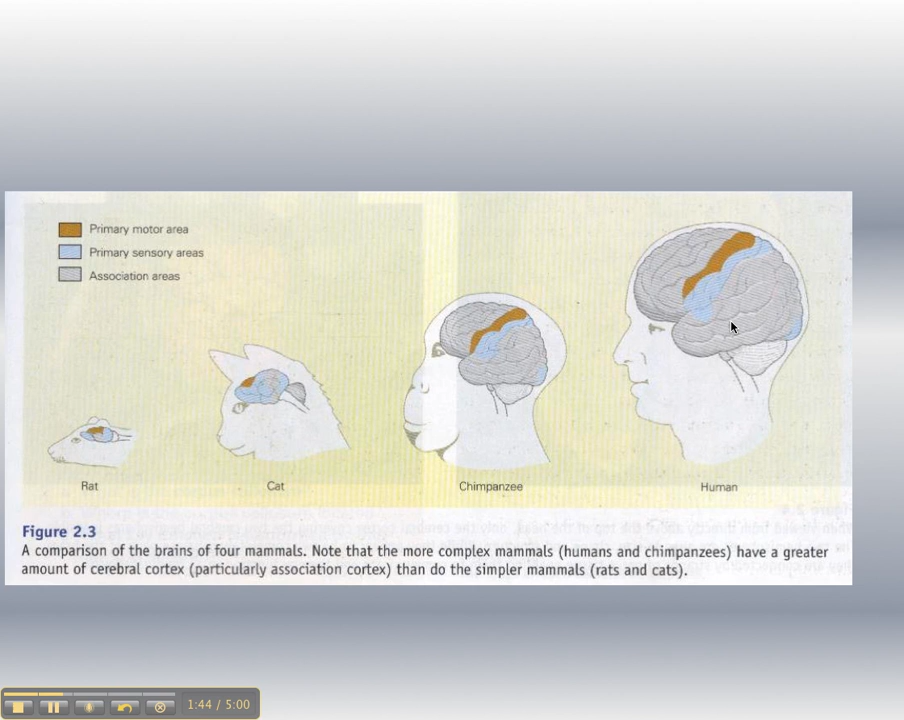 Primary motor area
Primary sensory areas
Association areas
Rat
Cat
Chimpanzee
Human
Figure 2.3
A comparison of the brains of four mammals. Note that the more complex mammals (humans and chimpanzees) have a greater
amount of cerebral cortex (particularly association cortex) than do the simpler mammals (rats and cats).
1:44 / 5:00